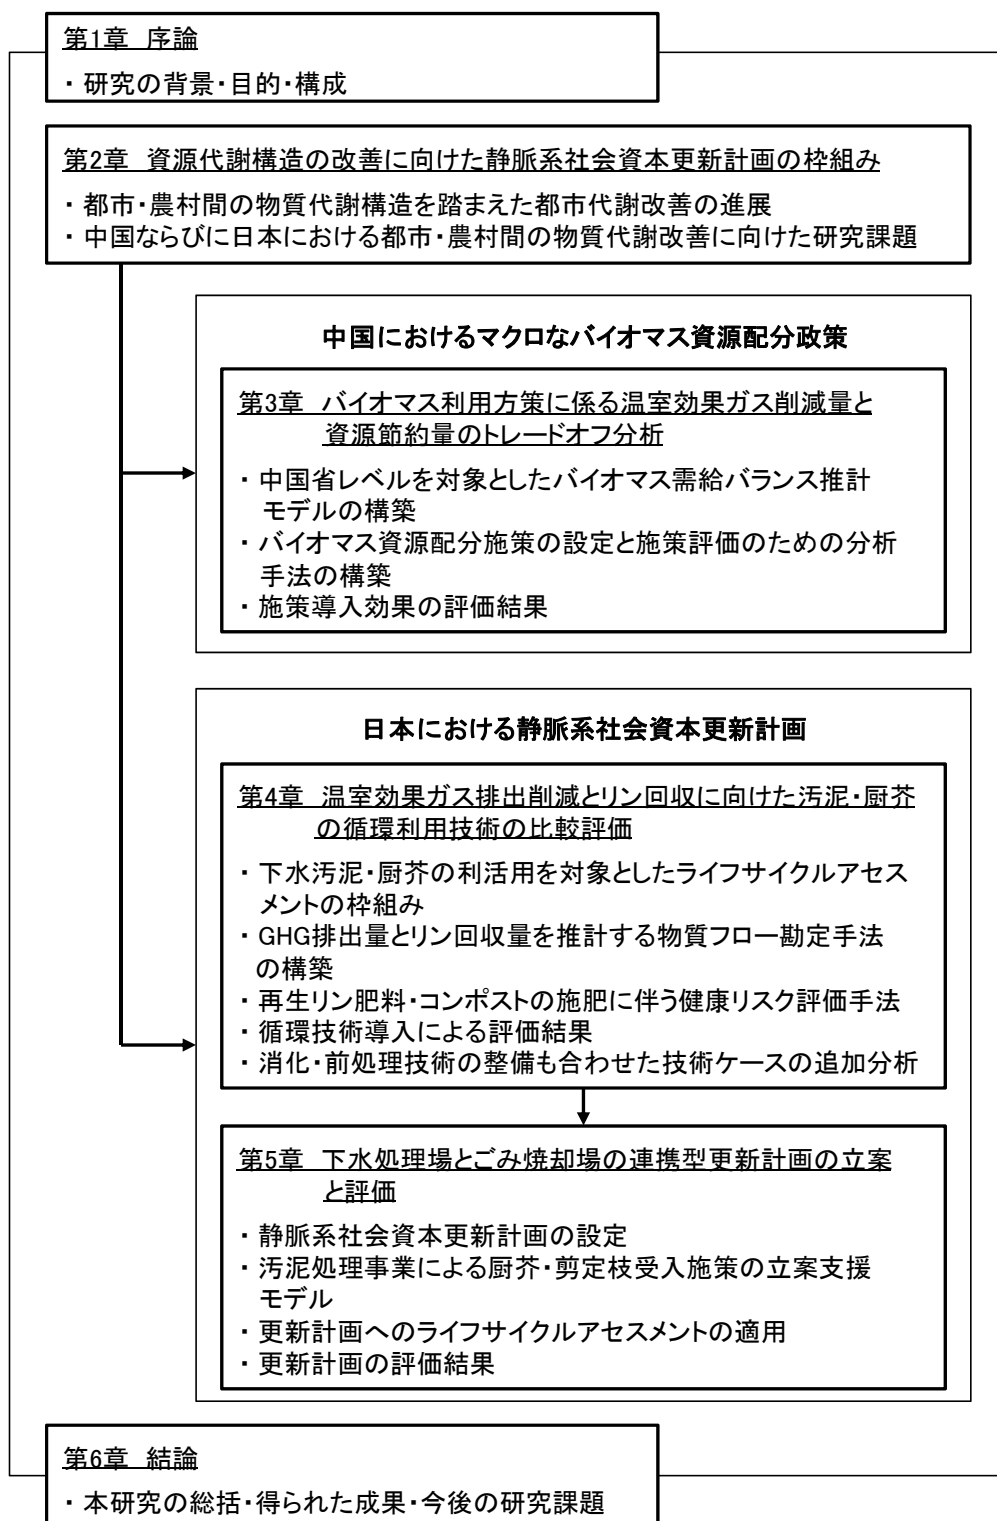 第1章 序論
・研究の背景・目的・構成
第2章 資源代謝構造の改善に向けた静脈系社会資本更新計画の枠組み
・都市・農村間の物質代謝構造を踏まえた都市代謝改善の進展
・中国ならびに日本における都市・農村間の物質代謝改善に向けた研究課題
中国におけるマクロなバイオマス資源配分政策
第3章 バイオマス利用方策に係る温室効果ガス削減量と
資源節約量のトレードオフ分析
・中国省レベルを対象としたバイオマス需給バランス推計
モデルの構築
・バイオマス資源配分施策の設定と施策評価のための分析
手法の構築
・施策導入効果の評価結果
日本における静脈系社会資本更新計画
第4章 温室効果ガス排出削減とリン回収に向けた汚泥・厨芥
の循環利用技術の比較評価
・下水汚泥・厨芥の利活用を対象としたライフサイクルアセス
メントの枠組み
・GHG排出量とリン回収量を推計する物質フロー勘定手法
の構築
・再生リン肥料・コンポストの施肥に伴う健康リスク評価手法
・循環技術導入による評価結果
・消化・前処理技術の整備も合わせた技術ケースの追加分析
第5章 下水処理場とごみ焼却場の連携型更新計画の立案
と評価
・静脈系社会資本更新計画の設定
・汚泥処理事業による厨芥・剪定枝受入施策の立案支援
モデル
・更新計画へのライフサイクルアセスメントの適用
・更新計画の評価結果
第6章 結論
・本研究の総括・得られた成果・今後の研究課題